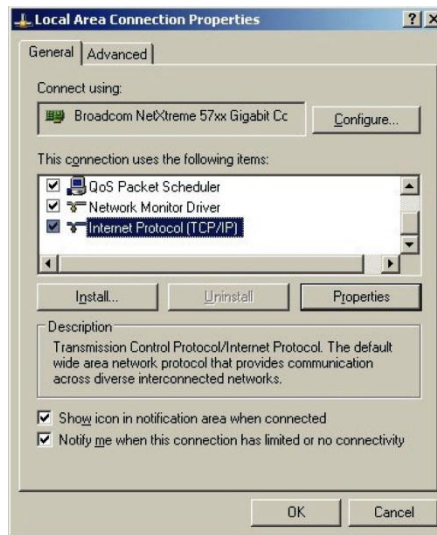 Local Area Connection Properties
General Advanced
Connect using:
Broadcom NetXtreme 57xx Gigabit Cc
Configure...
This connection uses the following items:
QoS Packet Scheduler
Network Monitor Driver
Internet Protocol (TCP/IP)
Install... Uninstall Properties
Description
Transmission Control Protocol/Internet Protocol. The default
wide area network protocol that provides communication
across diverse interconnected networks.
Show icon in notification area when connected
Notify me when this connection has limited or no connectivity
OK Cancel